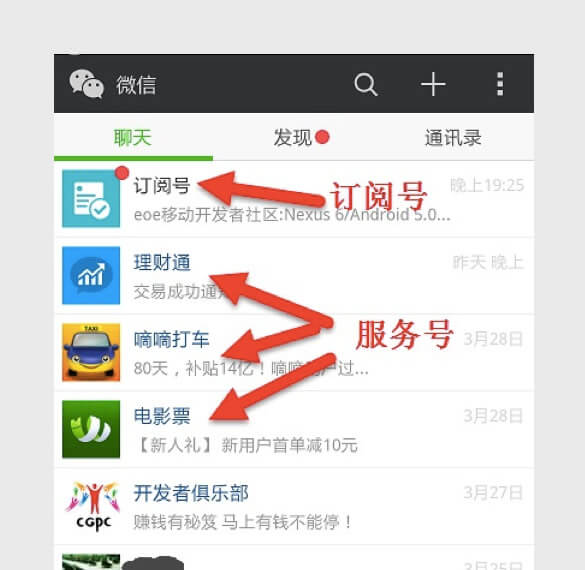 微信
聊天 发现 通讯录
订阅号 晚上19:25
订阅号
eoe移动开发者社区:Nexus 6/Android 5.0...
理财通 昨天 晚上
交易成功通
嘀嘀打车 3月28日
服务号
TAXI
80天，补贴14亿！嘀嘀 户过...
电影票 3月28日
【新人礼】新用户首单减10元
开发者俱乐部 3月27日
CGPC
赚钱有秘笈 马上有钱不能停！
3月25日